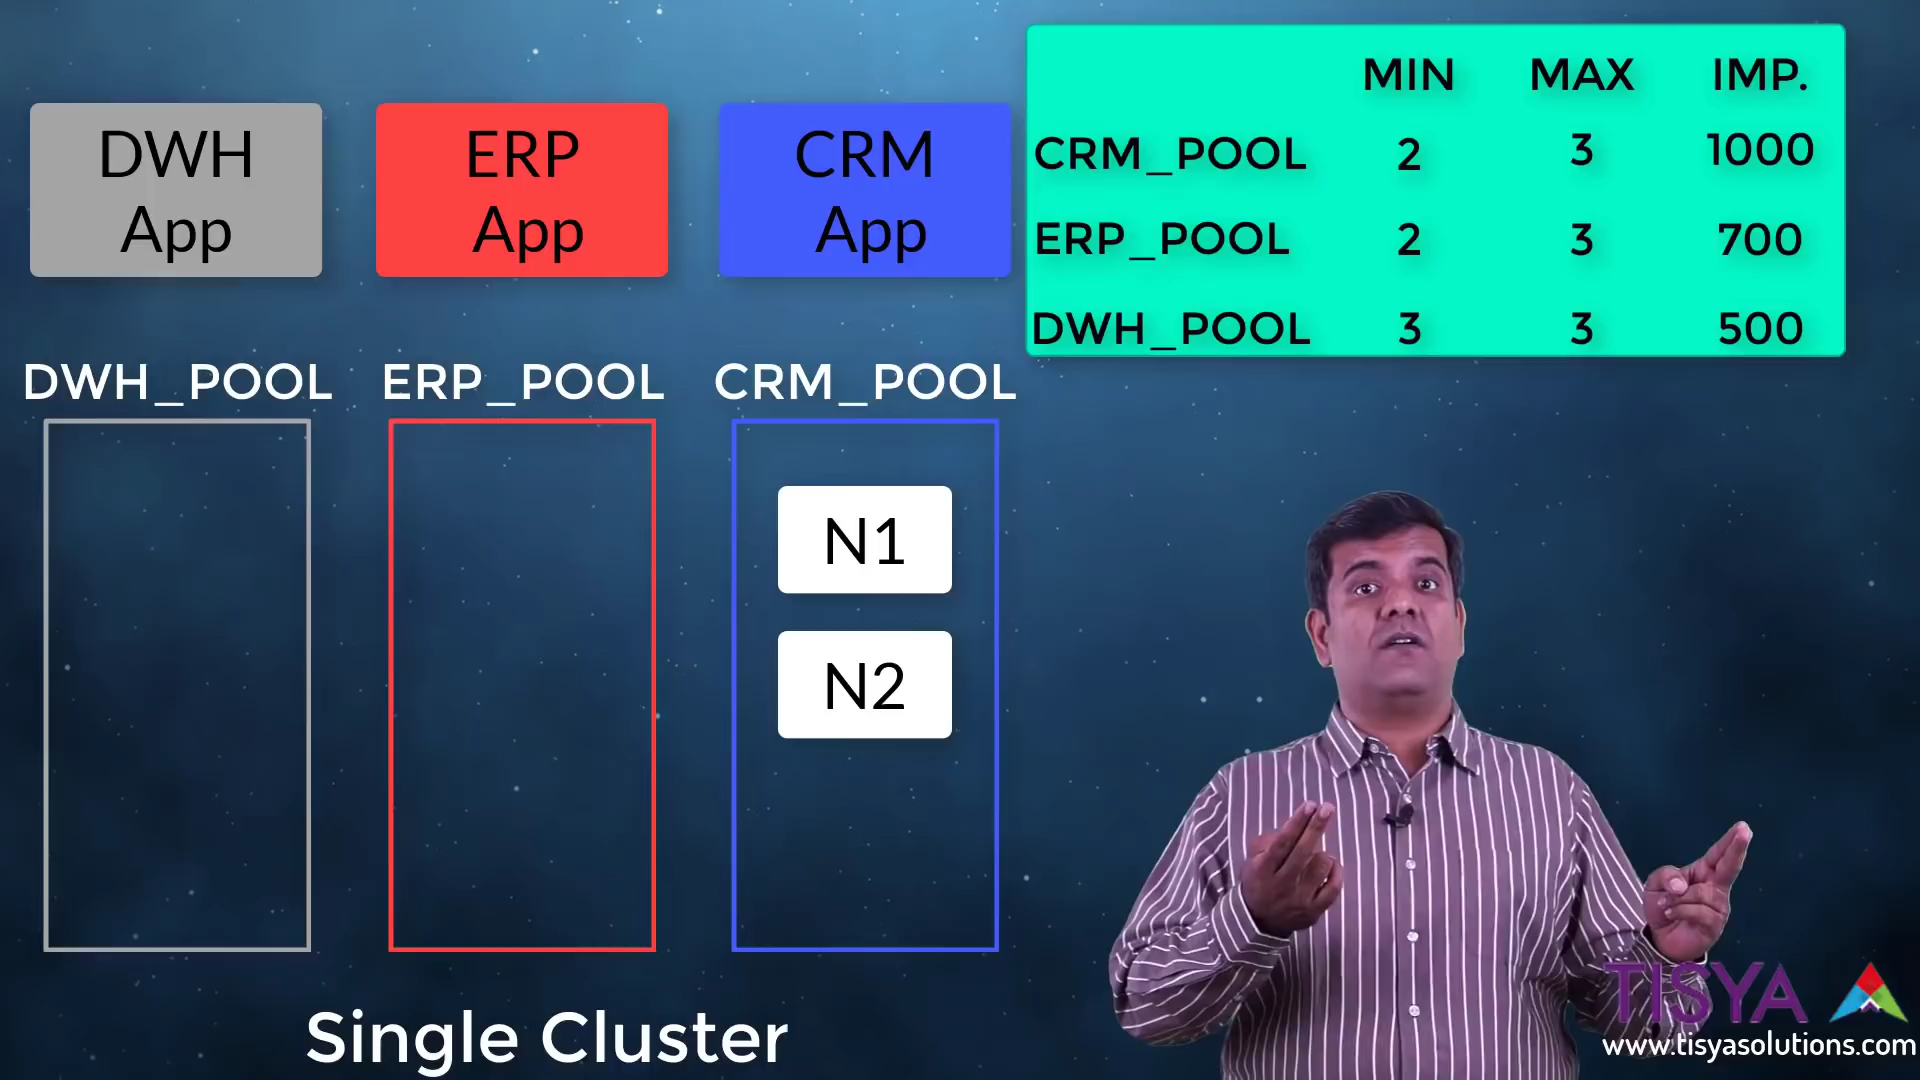 DWH
App
ERP
App
CRM
App
MIN MAX IMP.
CRM_POOL 2 3 1000
ERP_POOL 2 3 700
DWH_POOL 3 3 500
DWH_POOL
ERP_POOL
CRM_POOL
N1
N2
Single Cluster
TISYA
www.tisyasolutions.com